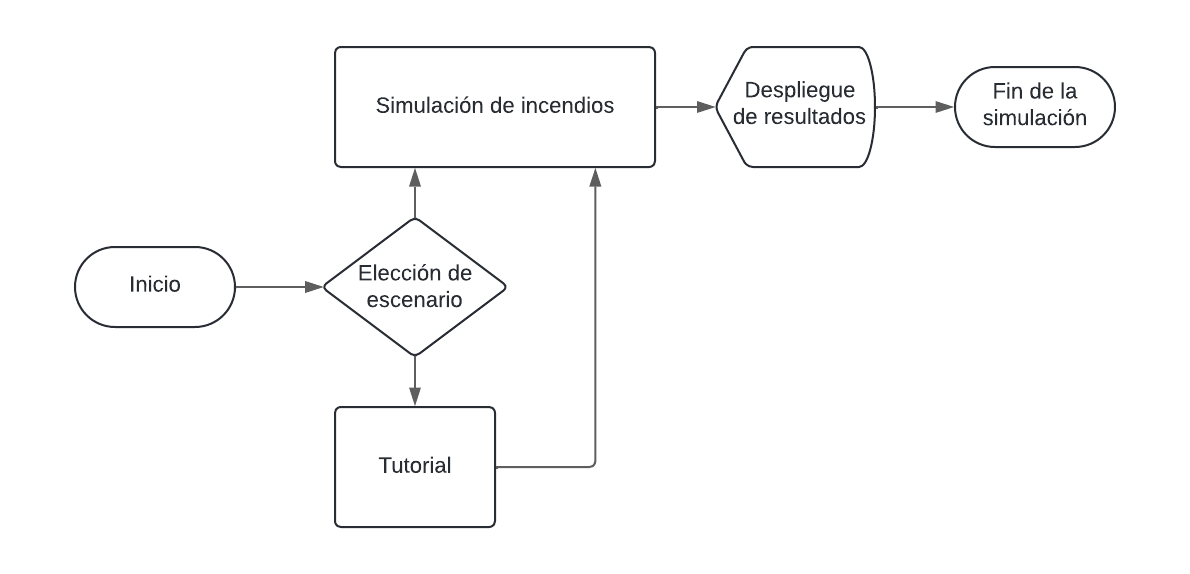 Simulación de incendios
Despliegue
de resultados
Fin de la
simulación
Inicio
Elección de
escenario
Tutorial